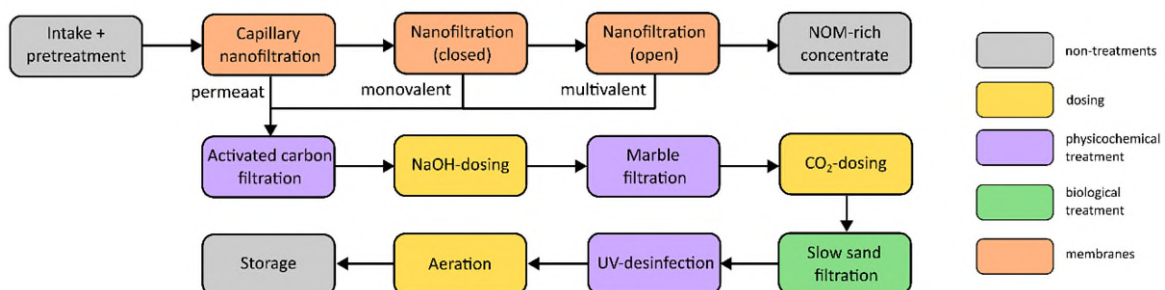 Intake +
pretreatment
Capillary
nanofiltration
Nanofiltration
(closed)
Nanofiltration
(open)
NOM-rich
concentrate
permeaat
monovalent
multivalent
Activated carbon
filtration
NaOH-dosing
Marble
filtration
CO₂-dosing
Storage
Aeration
UV-desinfection
Slow sand
filtration
non-treatments
dosing
physicochemical
treatment
biological
treatment
membranes